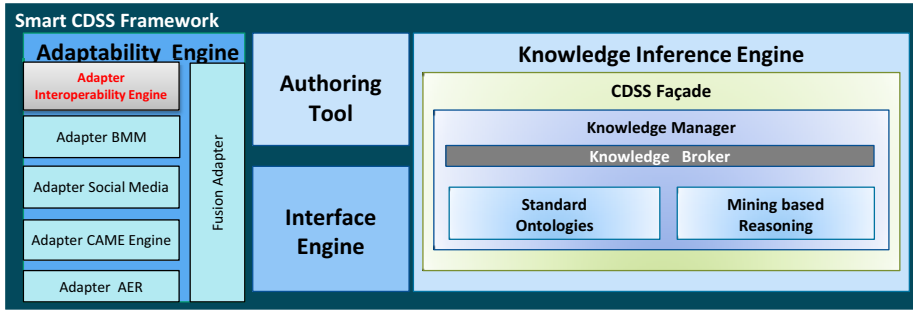 Smart CDSS Framework
Adaptability Engine
Adapter
Interoperability Engine
Adapter BMM
Adapter Social Media
Adapter CAME Engine
Adapter AER
Fusion Adapter
Authoring
Tool
Interface
Engine
Knowledge Inference Engine
CDSS Façade
Knowledge Manager
Knowledge Broker
Standard
Ontologies
Mining based
Reasoning